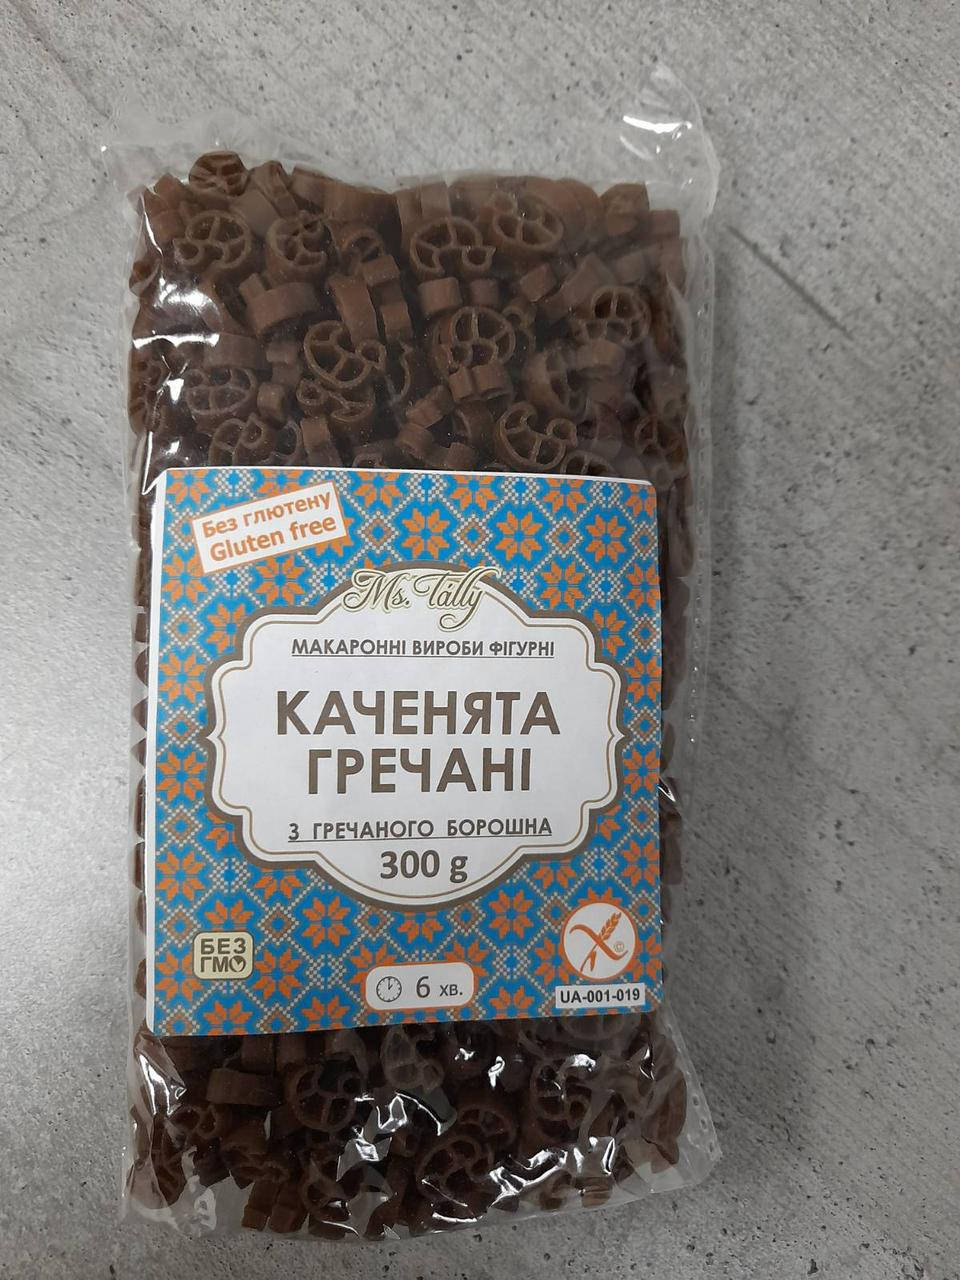 Без глютену
Gluten free
Ms. Tally
МАКАРОННІ ВИРОБИ ФІГУРНІ
КАЧЕНЯТА
ГРЕЧАНІ
З ГРЕЧАНОГО БОРОШНА
300 g
БЕЗ
ГМО
6 хв.
©
UA-001-019